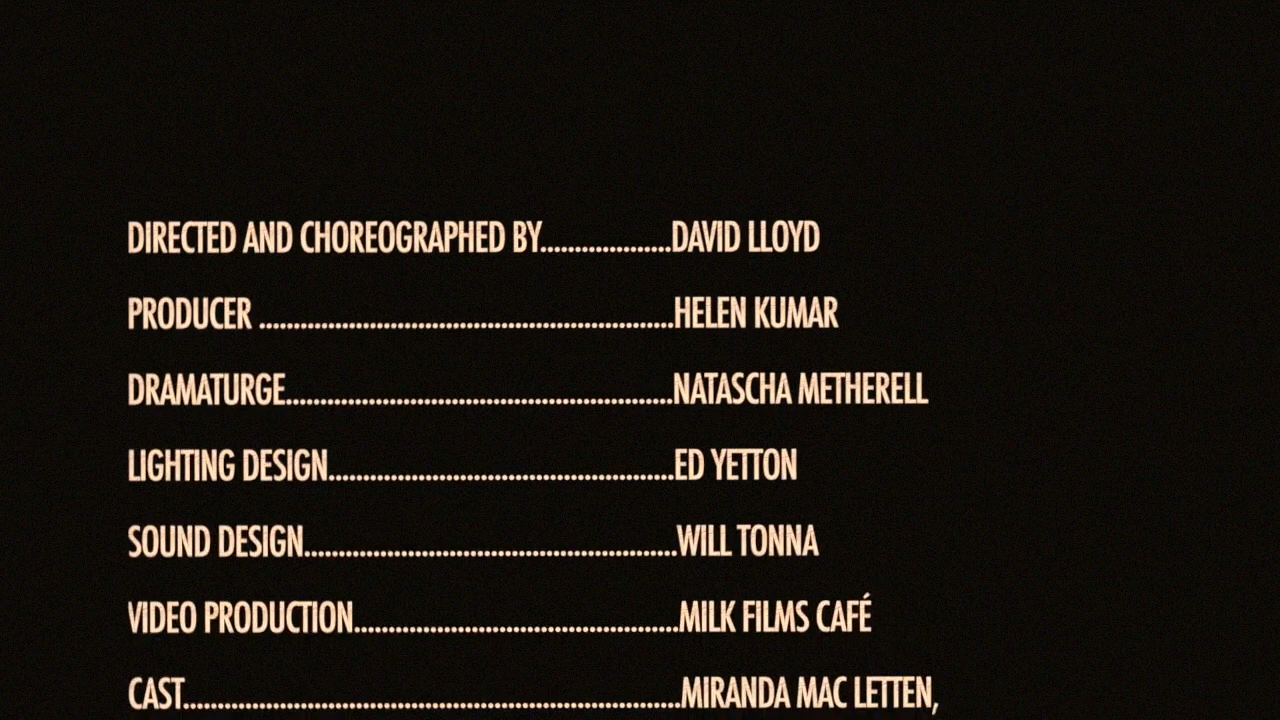 DIRECTED AND CHOREOGRAPHED BY...................DAVID LLOYD
PRODUCER ............................................................HELEN KUMAR
DRAMATURGE........................................................NATASCHA METHERELL
LIGHTING DESIGN..................................................ED YETTON
SOUND DESIGN......................................................WILL TONNA
VIDEO PRODUCTION...............................................MILK FILMS CAFÉ
CAST........................................................................MIRANDA MAC LETTEN,